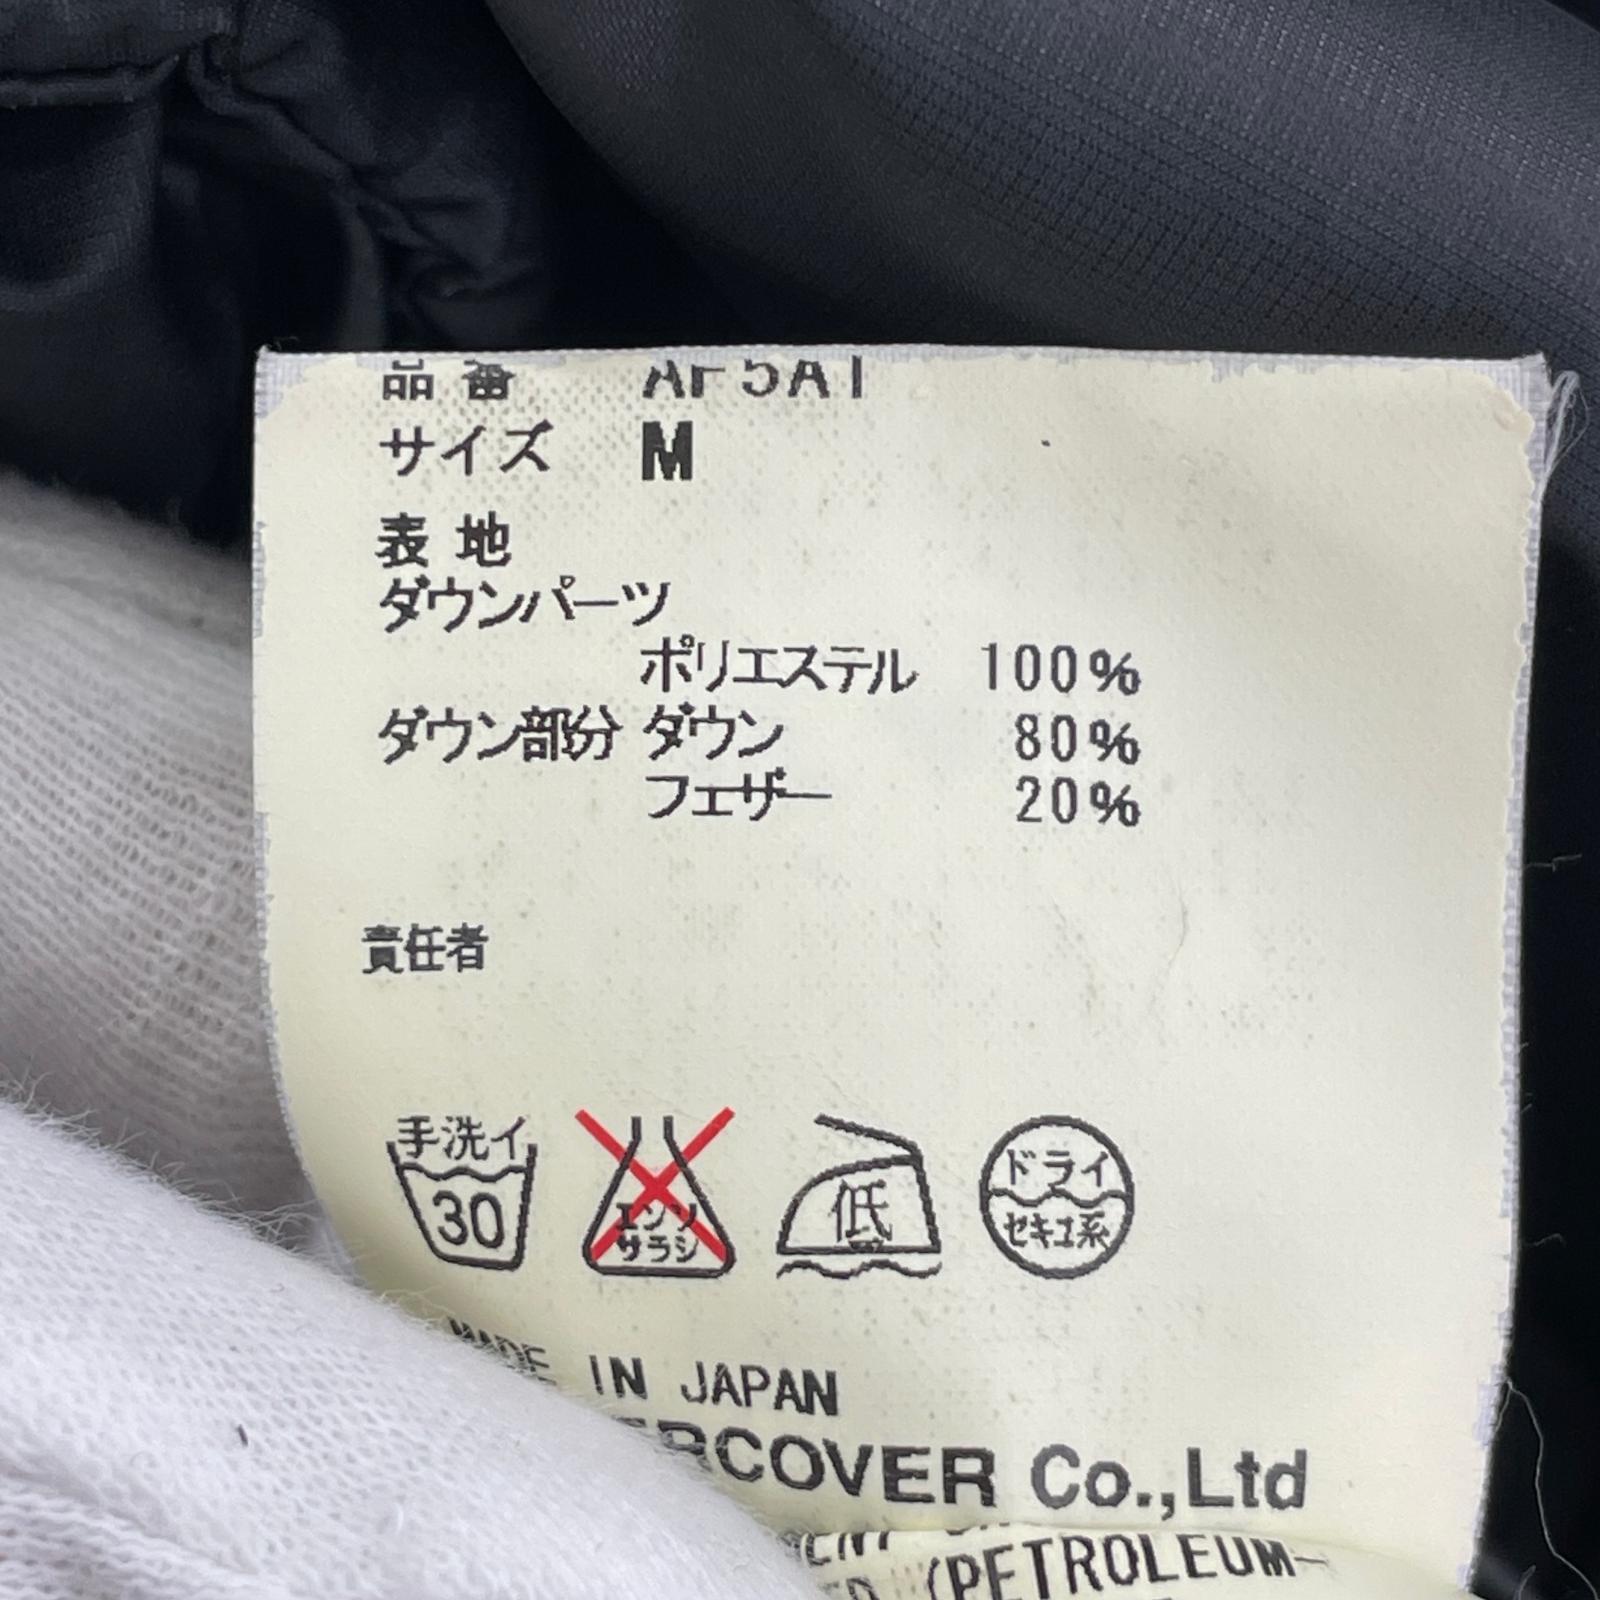 品番 AF5A1
サイズ M
表地
ダウンパーツ
ポリエステル 100%
ダウン部分 ダウン 80%
フェザー 20%
責任者
手洗イ
30
エンソ
サラシ
低
ドライ
セキユ系
MADE IN JAPAN
ERCOVER Co.,Ltd
(PETROLEUM-